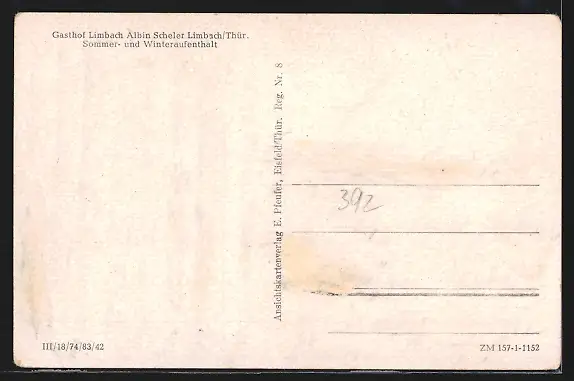 Gasthof Limbach Albin Scheler Limbach/Thür.
Sommer- und Winteraufenthalt
Ansichtskartenverlag E. Pfeufer, Eisfeld/Thür. Reg. Nr. 8
392
III/18/74/83/42
ZM 157-1-1152